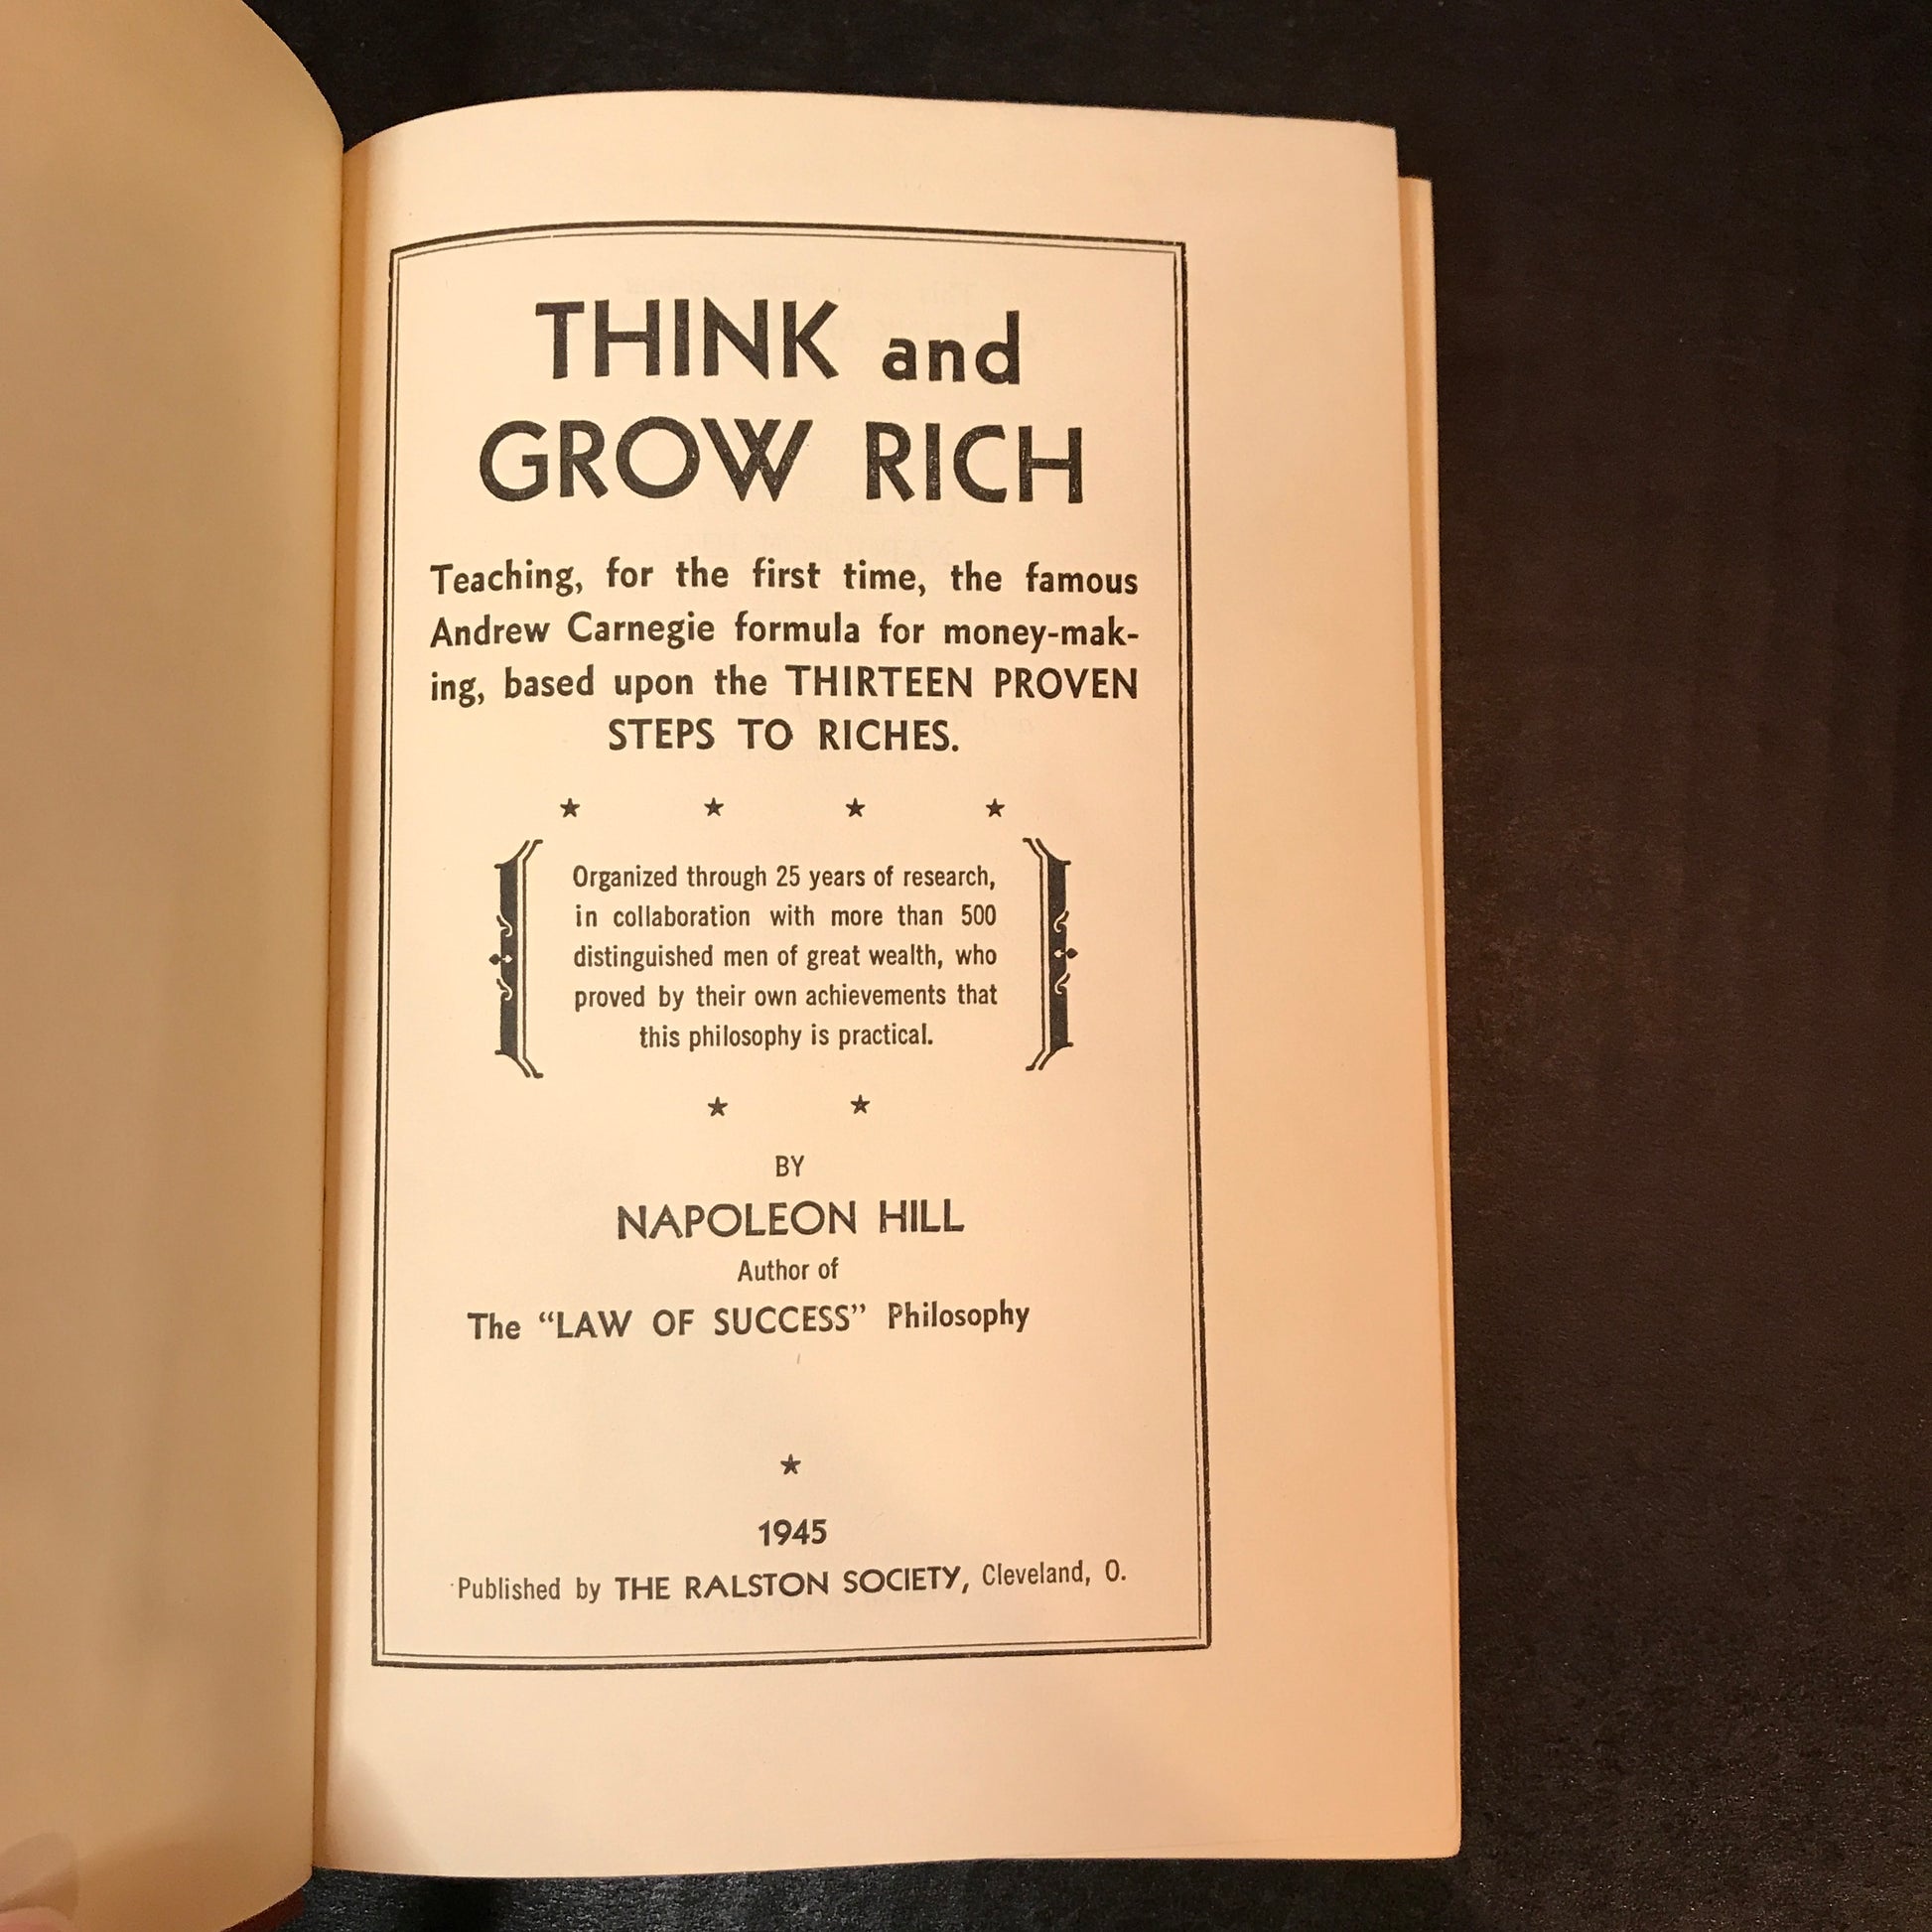 THINK and
GROW RICH
Teaching, for the first time, the famous
Andrew Carnegie formula for money-mak-
ing, based upon the THIRTEEN PROVEN
STEPS TO RICHES.
Organized through 25 years of research,
in collaboration with more than 500
distinguished men of great wealth, who
proved by their own achievements that
this philosophy is practical.
BY
NAPOLEON HILL
Author of
The “LAW OF SUCCESS” Philosophy
1945
Published by THE RALSTON SOCIETY, Cleveland, O.